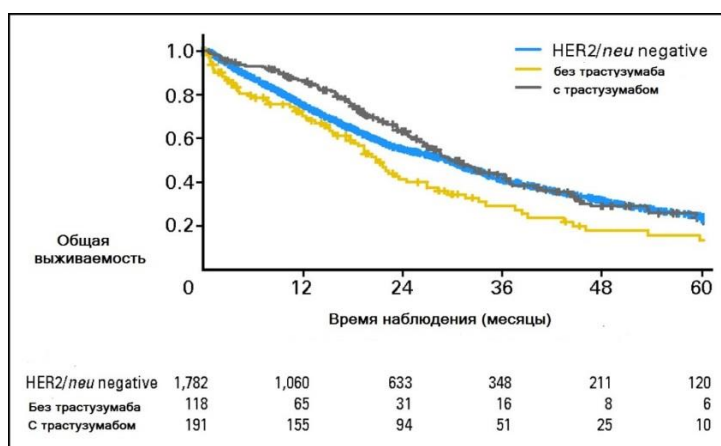 1.0
0.8
0.6
0.4
0.2
HER2/neu negative
без трастузумаба
с трастузумабом
Общая
выживаемость
0 12 24 36 48 60
Время наблюдения (месяцы)
HER2/neu negative 1,782 1,060 633 348 211 120
Без трастузумаба 118 65 31 16 8 6
С трастузумабом 191 155 94 51 25 10